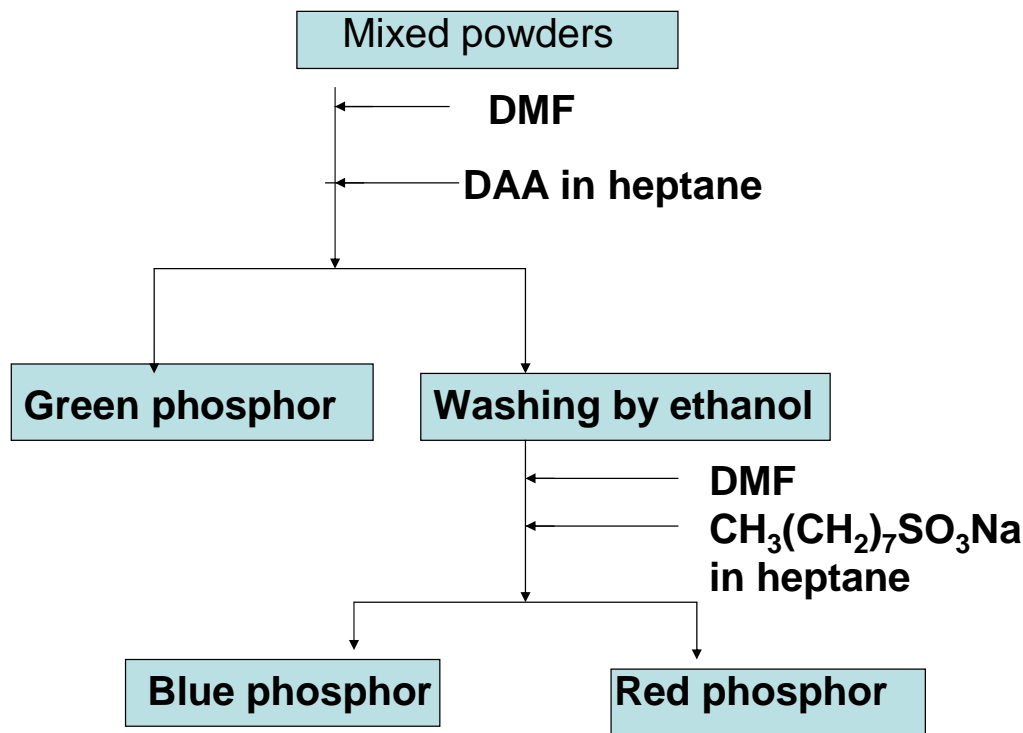 Mixed powders
DMF
DAA in heptane
Green phosphor
Washing by ethanol
DMF
CH₃(CH₂)₇SO₃Na
in heptane
Blue phosphor
Red phosphor